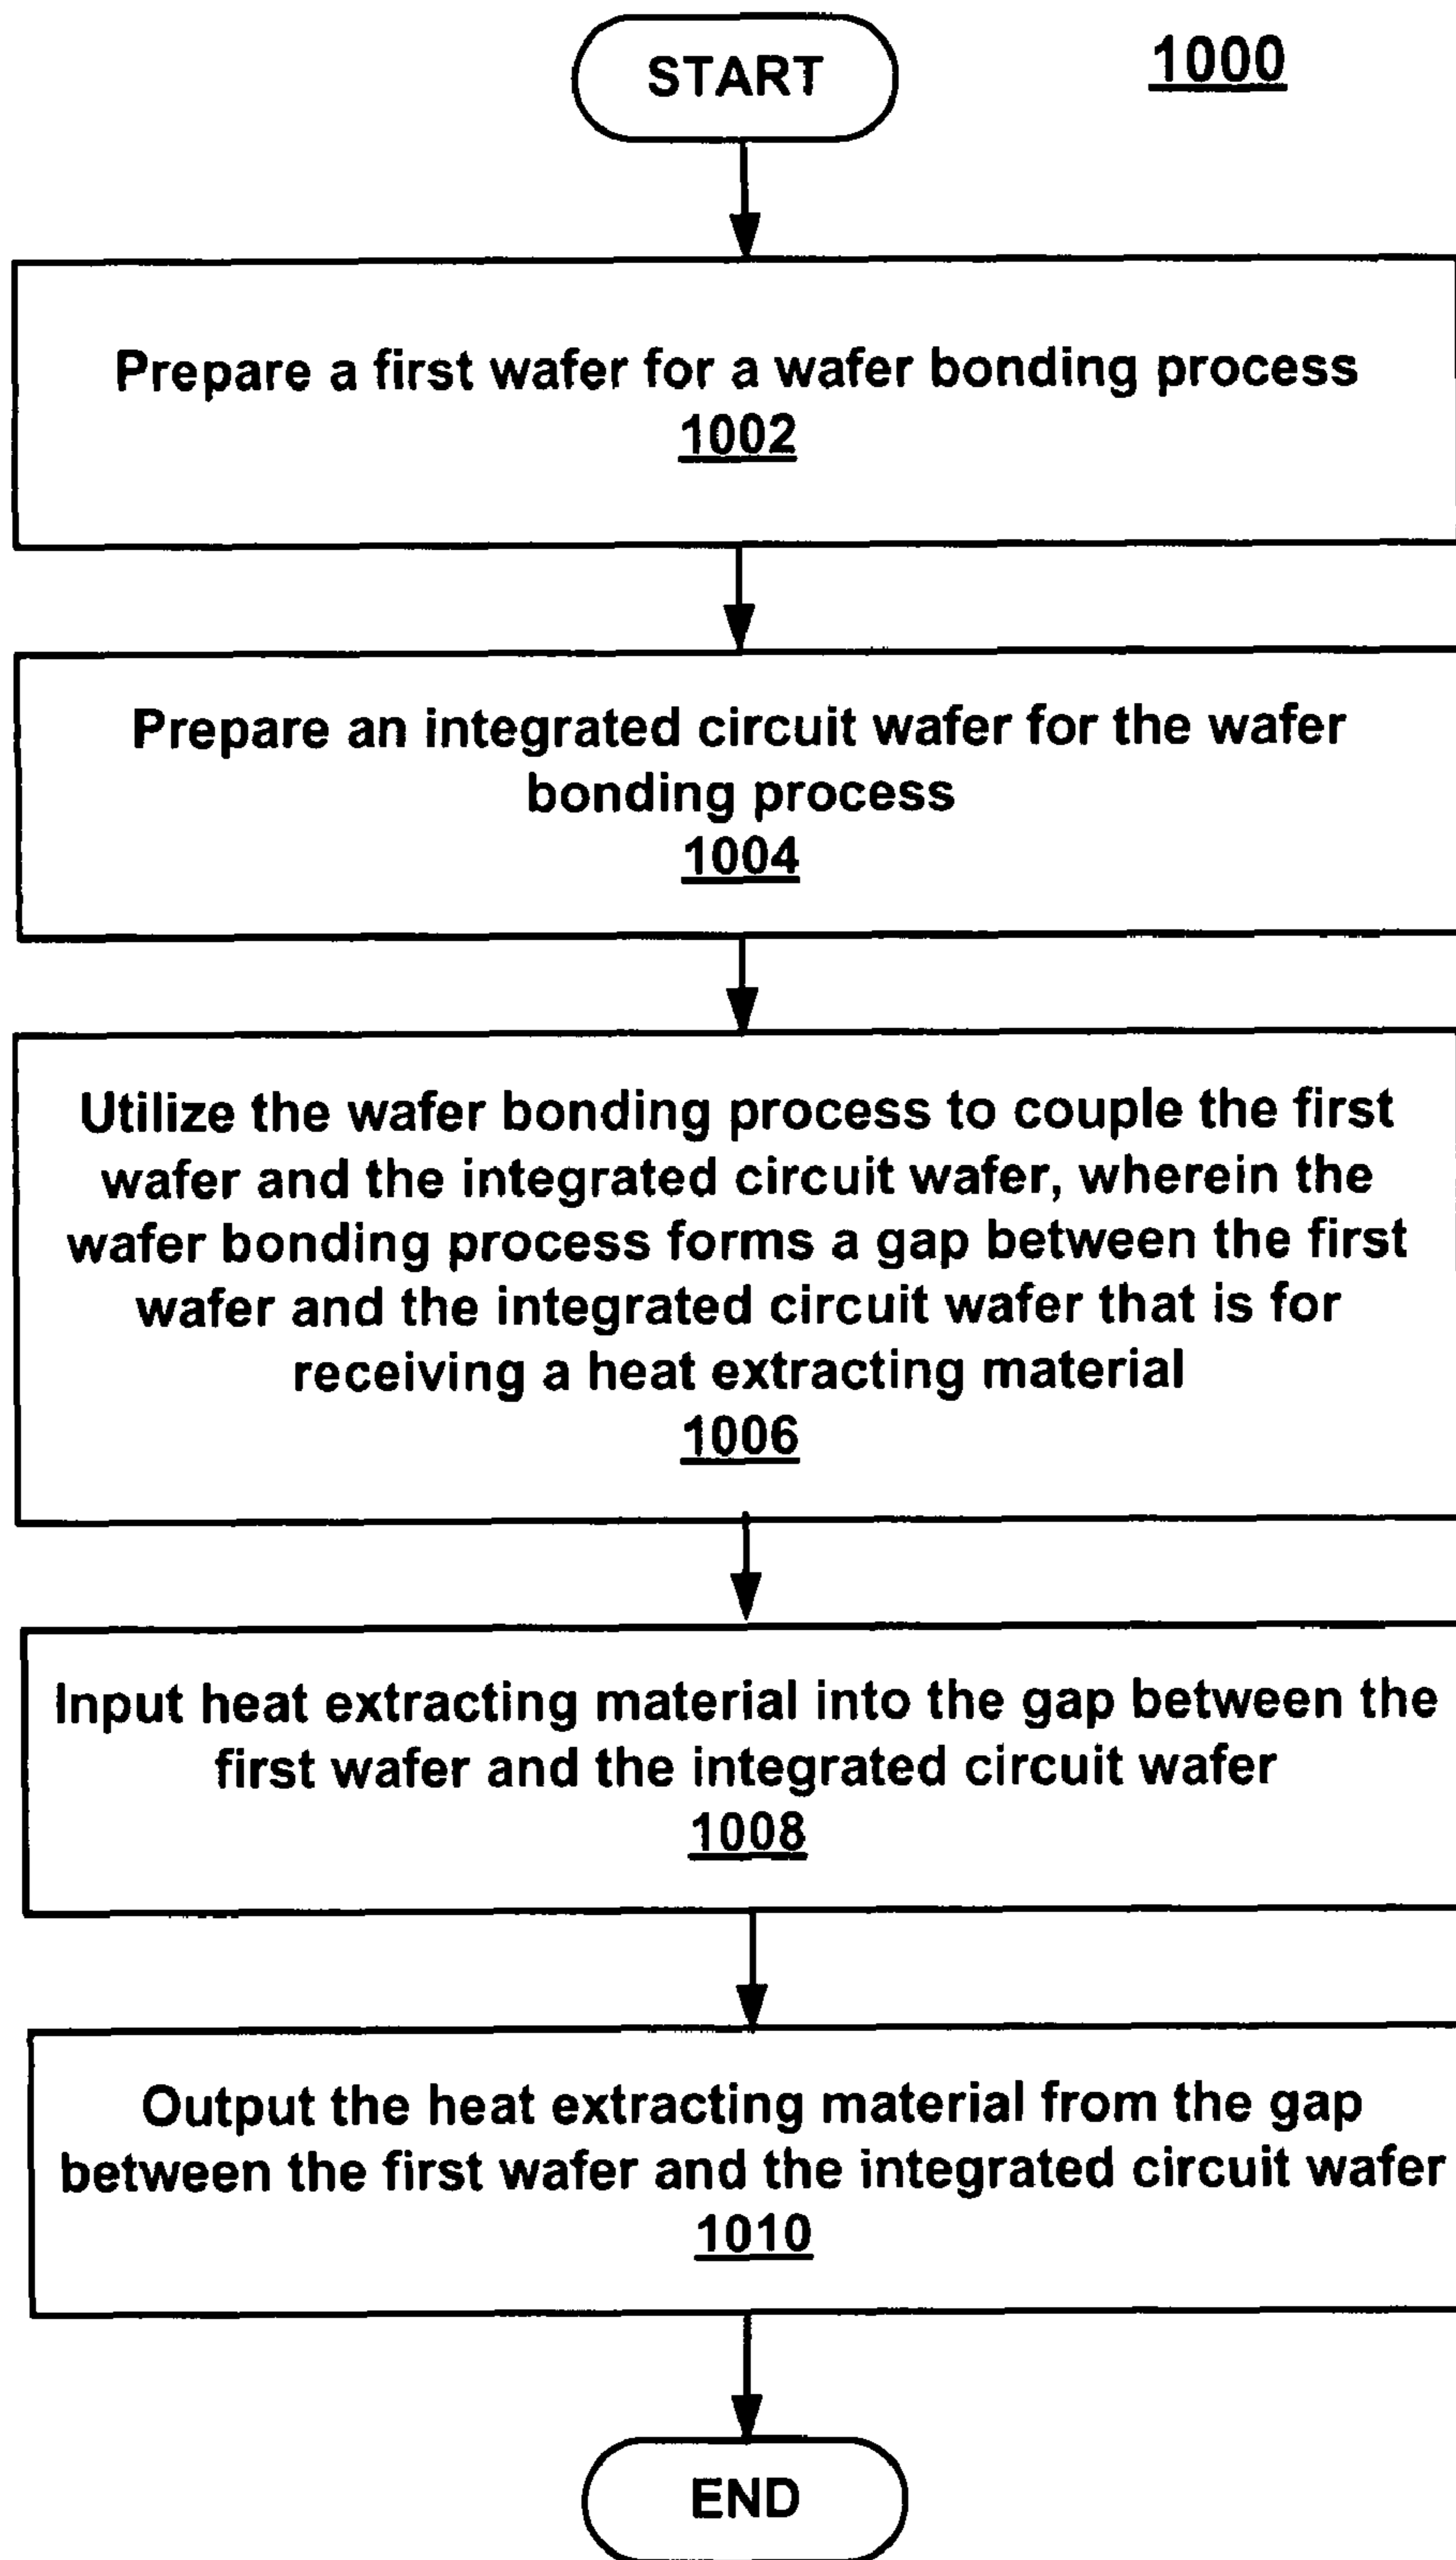 START
1000
Prepare a first wafer for a wafer bonding process
1002
Prepare an integrated circuit wafer for the wafer
bonding process
1004
Utilize the wafer bonding process to couple the first
wafer and the integrated circuit wafer, wherein the
wafer bonding process forms a gap between the first
wafer and the integrated circuit wafer that is for
receiving a heat extracting material
1006
Input heat extracting material into the gap between the
first wafer and the integrated circuit wafer
1008
Output the heat extracting material from the gap
between the first wafer and the integrated circuit wafer
1010
END